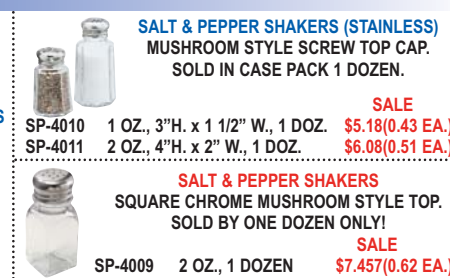 SALT & PEPPER SHAKERS (STAINLESS)
MUSHROOM STYLE SCREW TOP CAP.
SOLD IN CASE PACK 1 DOZEN.
SALE
SP-4010 1 OZ., 3”H. x 1 1/2” W., 1 DOZ. $5.18(0.43 EA.)
SP-4011 2 OZ., 4”H. x 2” W., 1 DOZ. $6.08(0.51 EA.)
SALT & PEPPER SHAKERS
SQUARE CHROME MUSHROOM STYLE TOP.
SOLD BY ONE DOZEN ONLY!
SALE
SP-4009 2 OZ., 1 DOZEN $7.457(0.62 EA.)